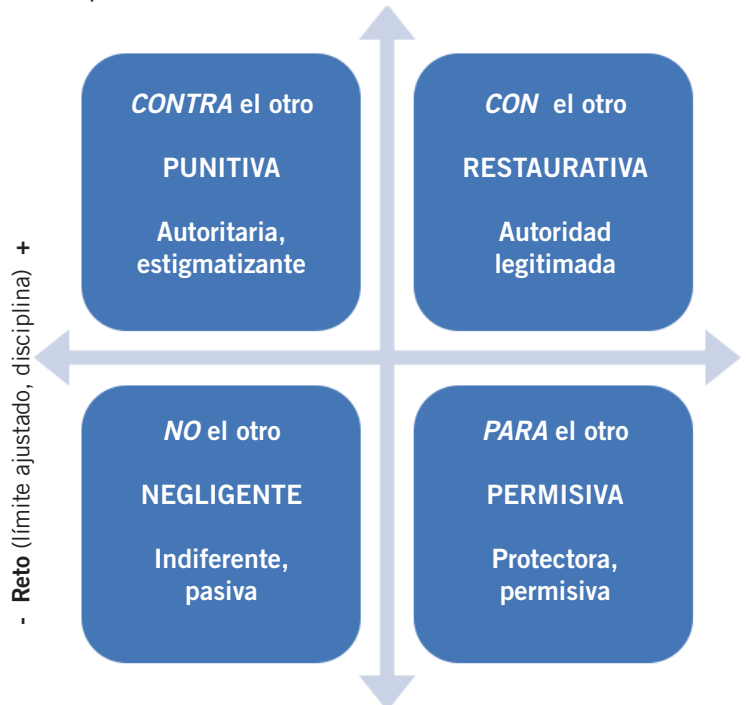 CONTRA el otro
PUNITIVA
Autoritaria,
estigmatizante
CON el otro
RESTAURATIVA
Autoridad
legitimada
- Reto (límite ajustado, disciplina) +
NO el otro
NEGLIGENTE
Indiferente,
pasiva
PARA el otro
PERMISIVA
Protectora,
permisiva